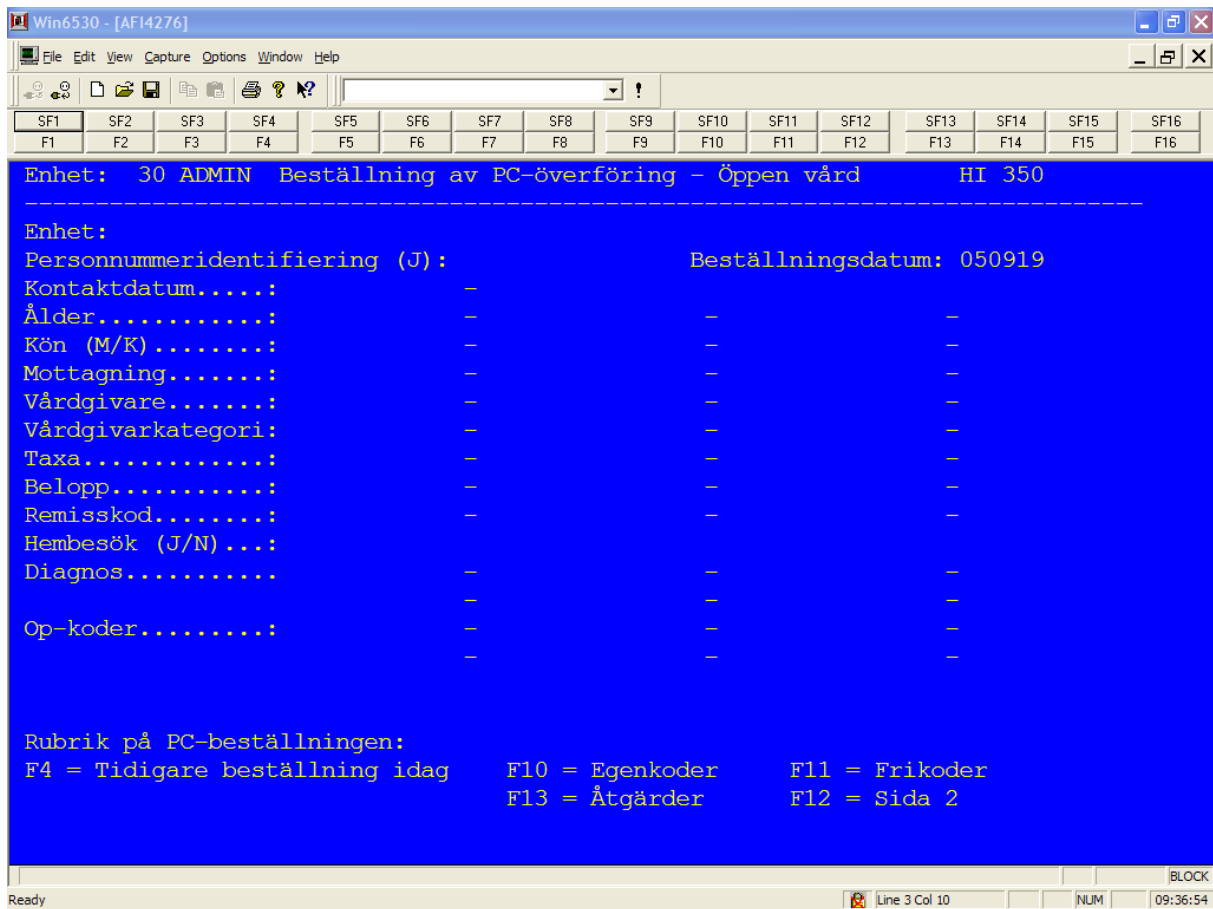 Win6530 - [AFI4276]
File Edit View Capture Options Window Help
SF1 SF2 SF3 SF4 SF5 SF6 SF7 SF8 SF9 SF10 SF11 SF12 SF13 SF14 SF15 SF16
F1 F2 F3 F4 F5 F6 F7 F8 F9 F10 F11 F12 F13 F14 F15 F16
Enhet: 30 ADMIN Beställning av PC-överföring - Öppen vård HI 350
--------------------------------------------------------------------------------
Enhet:
Personnummeridentifiering (J): Beställningsdatum: 050919
Kontaktdatum.....: -
Ålder............: - - -
Kön (M/K)........: - - -
Mottagning.......: - - -
Vårdgivare.......: - - -
Vårdgivarkategori: - - -
Taxa.............: - - -
Belopp...........: - - -
Remisskod........: - - -
Hembesök (J/N)...:
Diagnos........... - - -
- - -
Op-koder.........: - - -
- - -
Rubrik på PC-beställningen:
F4 = Tidigare beställning idag F10 = Egenkoder F11 = Frikoder
F13 = Åtgärder F12 = Sida 2
BLOCK
Ready Line 3 Col 10 NUM 09:36:54